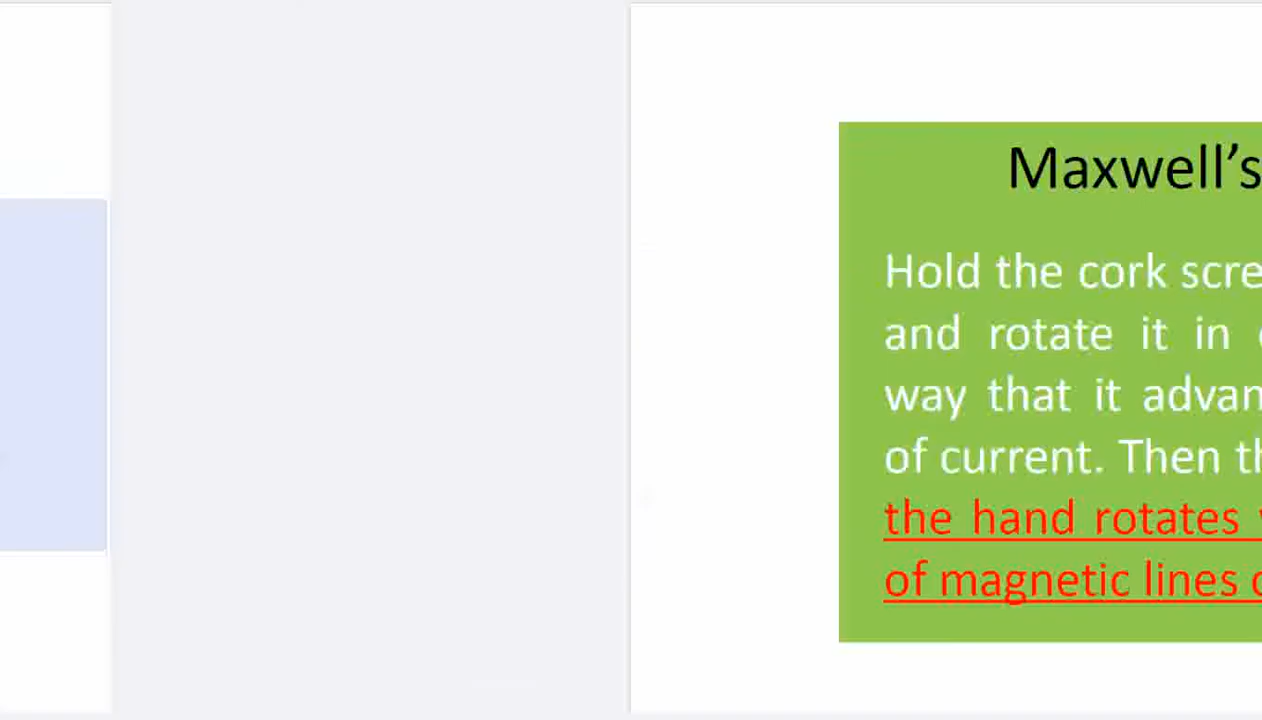 Maxwell’s
Hold the cork scre
and rotate it in
way that it advan
of current. Then th
the hand rotates
of magnetic lines